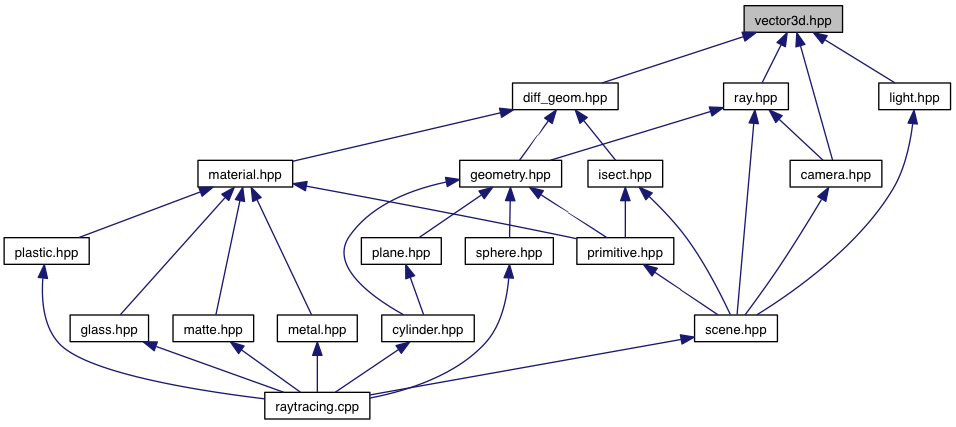 vector3d.hpp
diff_geom.hpp
ray.hpp
light.hpp
material.hpp
geometry.hpp
isect.hpp
camera.hpp
plastic.hpp
plane.hpp
sphere.hpp
primitive.hpp
glass.hpp
matte.hpp
metal.hpp
cylinder.hpp
scene.hpp
raytracing.cpp